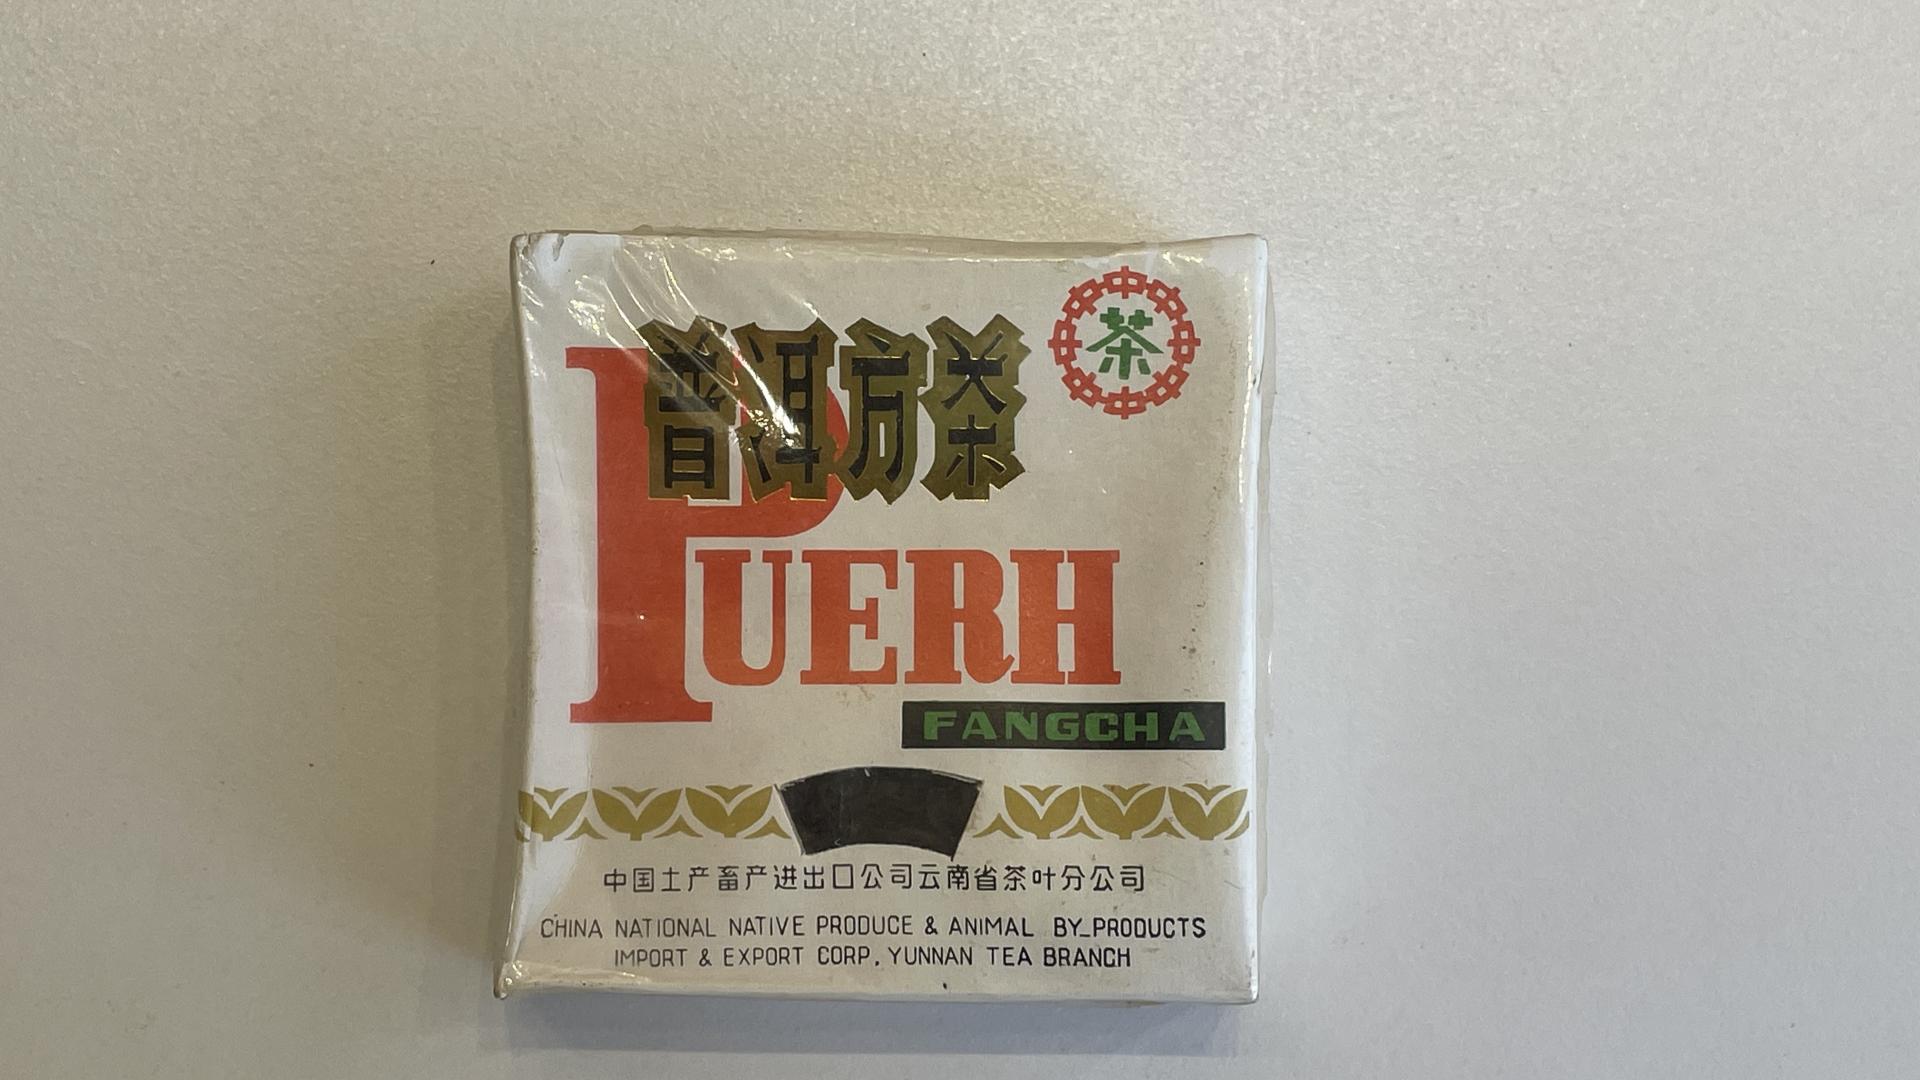 普洱方茶
茶
PUERH
FANGCHA
中国土产畜产进出口公司云南省茶叶分公司
CHINA NATIONAL NATIVE PRODUCE & ANIMAL BY_PRODUCTS
IMPORT & EXPORT CORP. YUNNAN TEA BRANCH